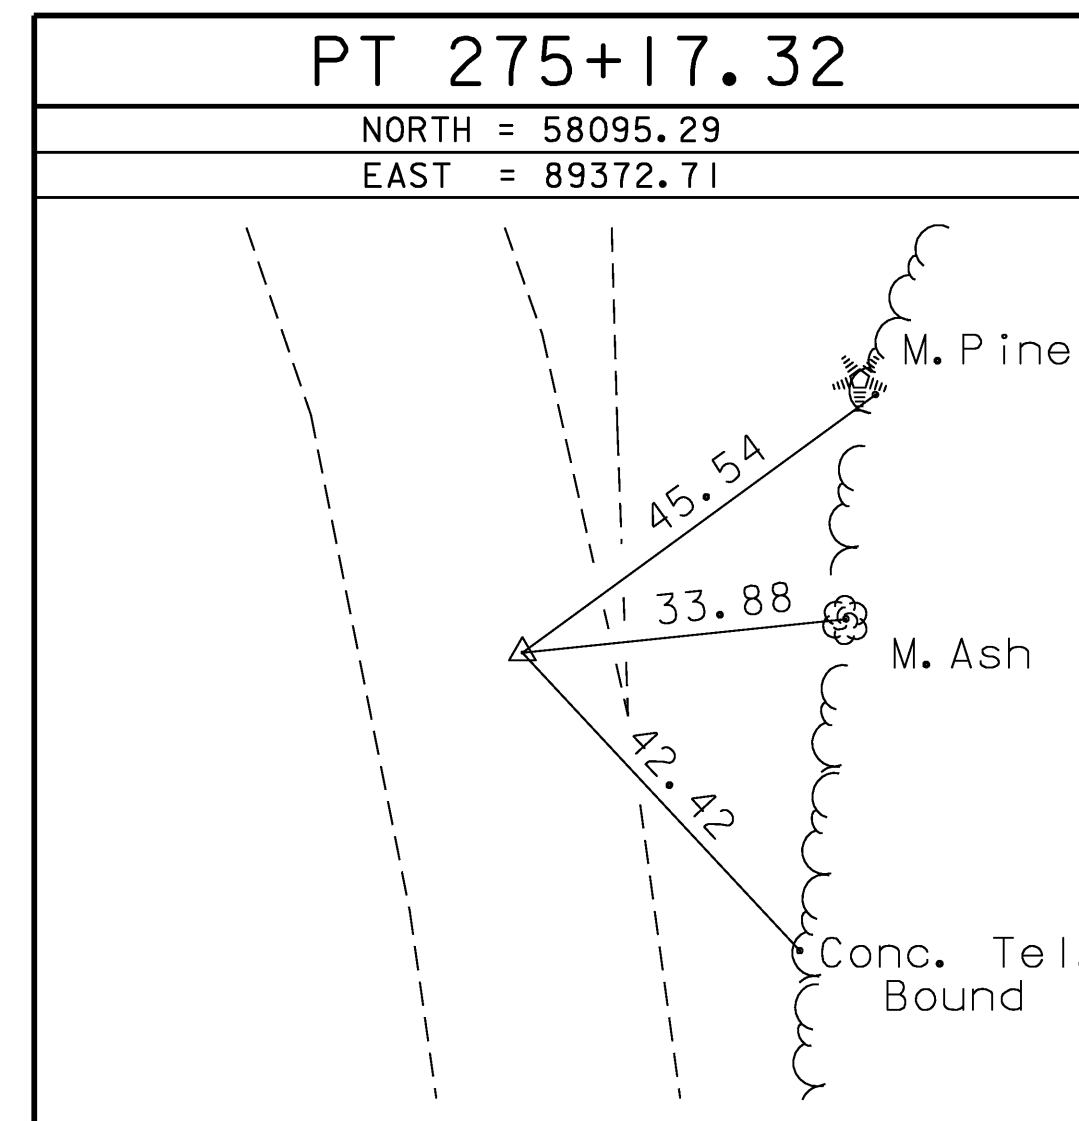 PT 275+17.32
NORTH = 58095.29
EAST = 89372.71
M. Pine
45.54
33.88
M. Ash
42.42
Conc. Tel.
Bound